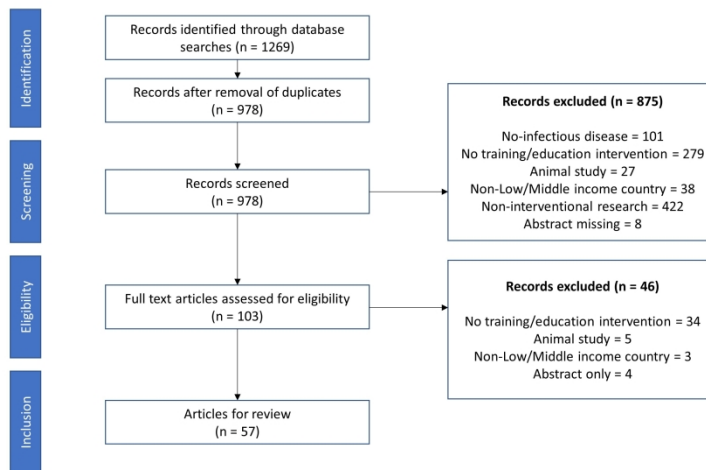 Identification
Records identified through database
searches (n = 1269)
Records after removal of duplicates
(n = 978)
Screening
Records screened
(n = 978)
Records excluded (n = 875)
No-infectious disease = 101
No training/education intervention = 279
Animal study = 27
Non-Low/Middle income country = 38
Non-interventional research = 422
Abstract missing = 8
Eligibility
Full text articles assessed for eligibility
(n = 103)
Records excluded (n = 46)
No training/education intervention = 34
Animal study = 5
Non-Low/Middle income country = 3
Abstract only = 4
Inclusion
Articles for review
(n = 57)